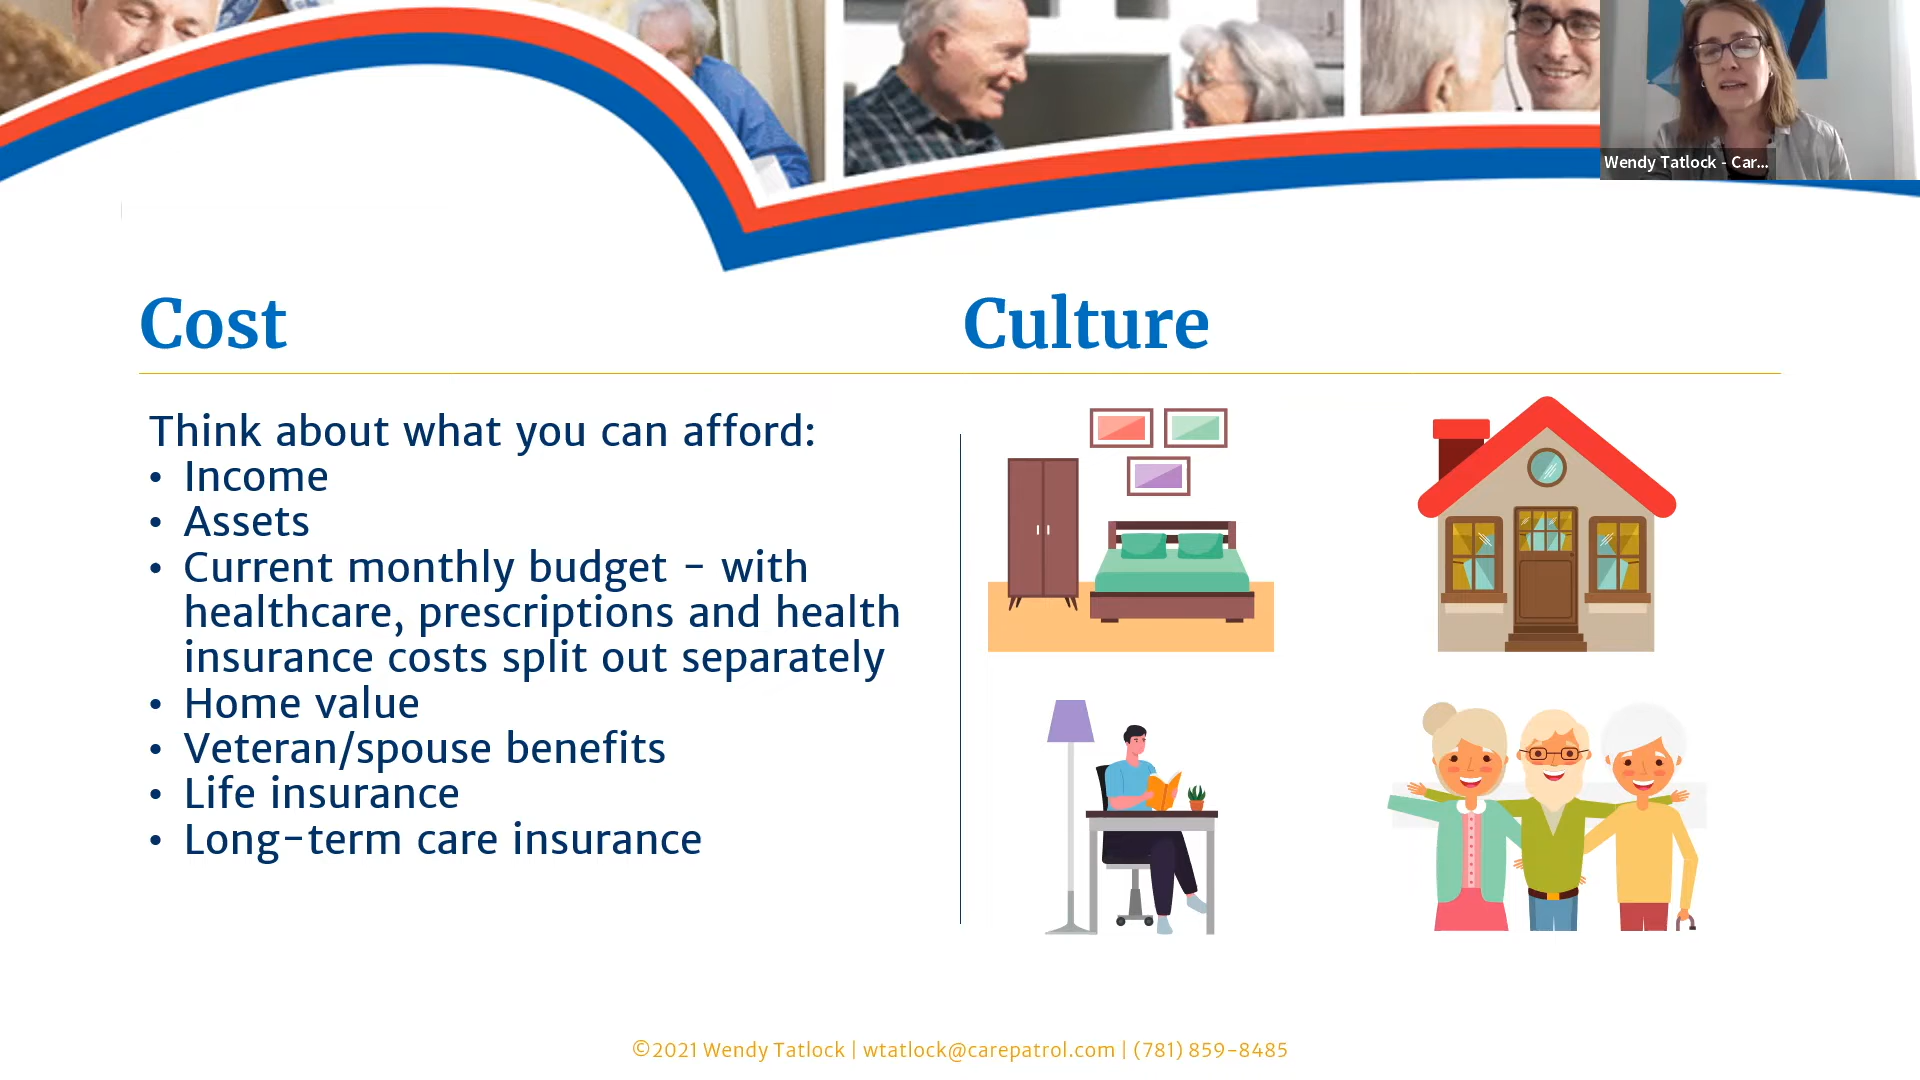 Wendy Tatlock - Car...
Cost
Culture
Think about what you can afford:
• Income
• Assets
• Current monthly budget - with
healthcare, prescriptions and health
insurance costs split out separately
• Home value
• Veteran/spouse benefits
• Life insurance
• Long-term care insurance
©2021 Wendy Tatlock | wtatlock@carepatrol.com | (781) 859-8485